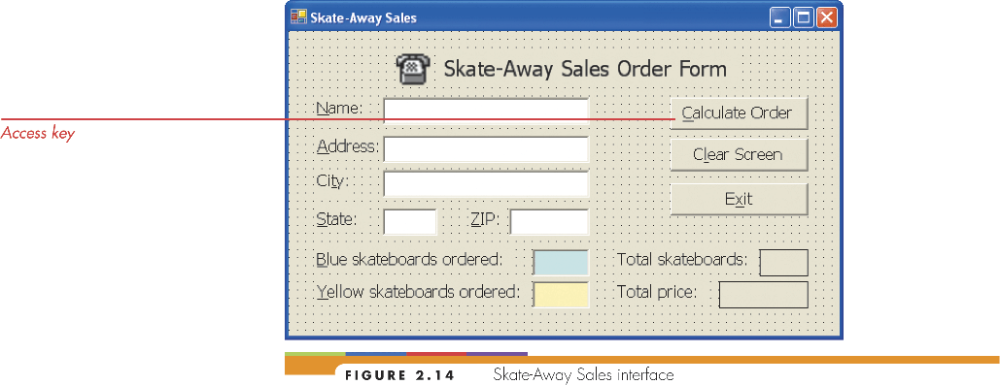 Skate-Away Sales
Skate-Away Sales Order Form
Name:
Calculate Order
Access key
Address:
Clear Screen
City:
Exit
State:
ZIP:
Blue skateboards ordered:
Total skateboards:
Yellow skateboards ordered:
Total price:
FIGURE 2.14 Skate-Away Sales interface